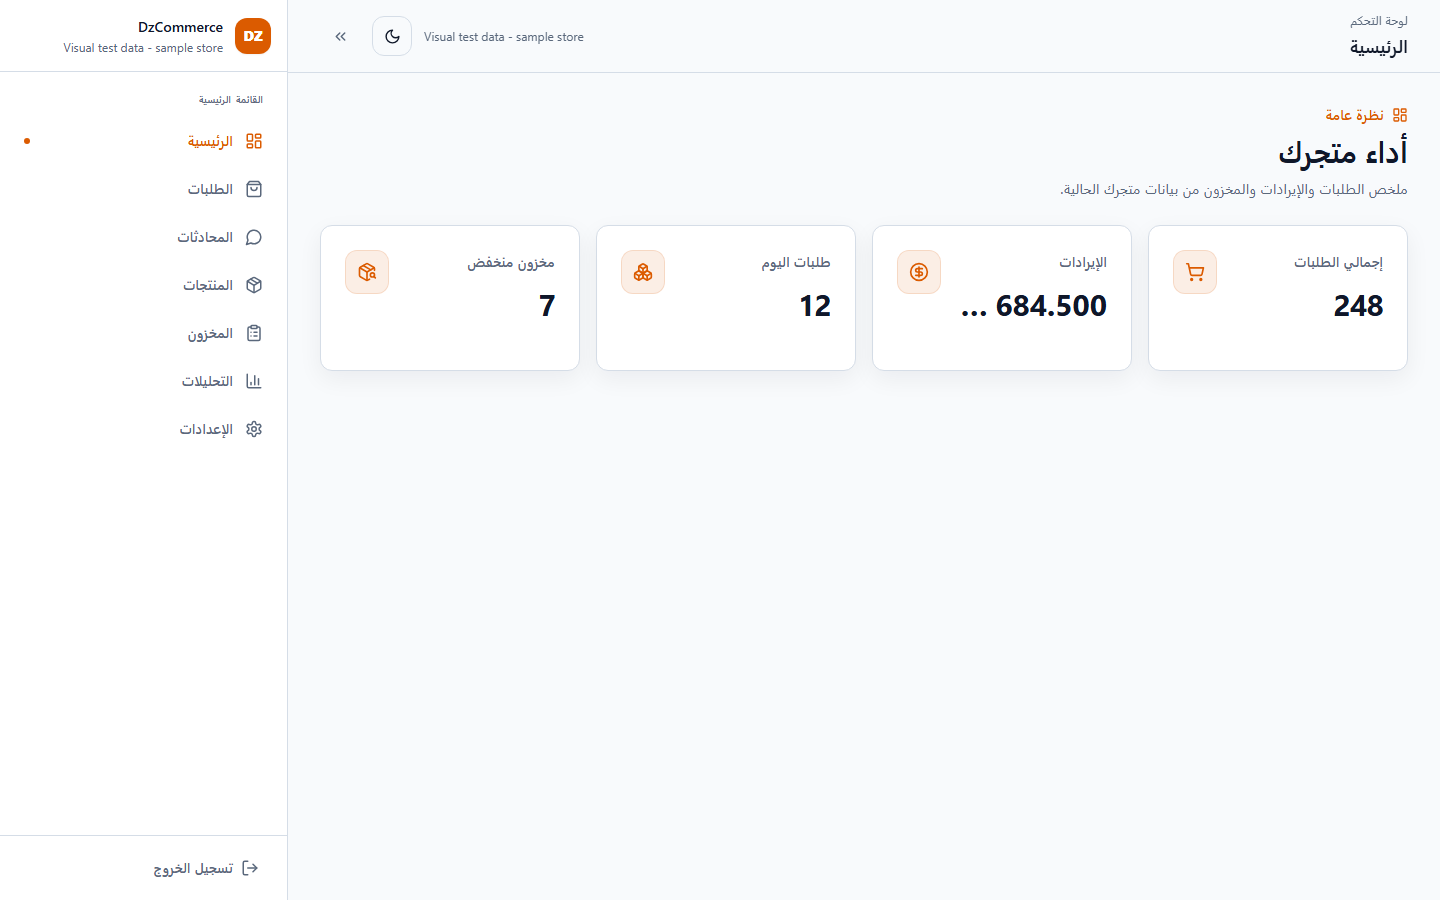 DZ
DzCommerce
Visual test data - sample store
القائمة الرئيسية
الرئيسية
الطلبات
المحادثات
المنتجات
المخزون
التحليلات
الإعدادات
تسجيل الخروج
لوحة التحكم
الرئيسية
Visual test data - sample store
نظرة عامة
أداء متجرك
ملخص الطلبات والإيرادات والمخزون من بيانات متجرك الحالية.
إجمالي الطلبات
248
الإيرادات
684.500 ...
طلبات اليوم
12
مخزون منخفض
7